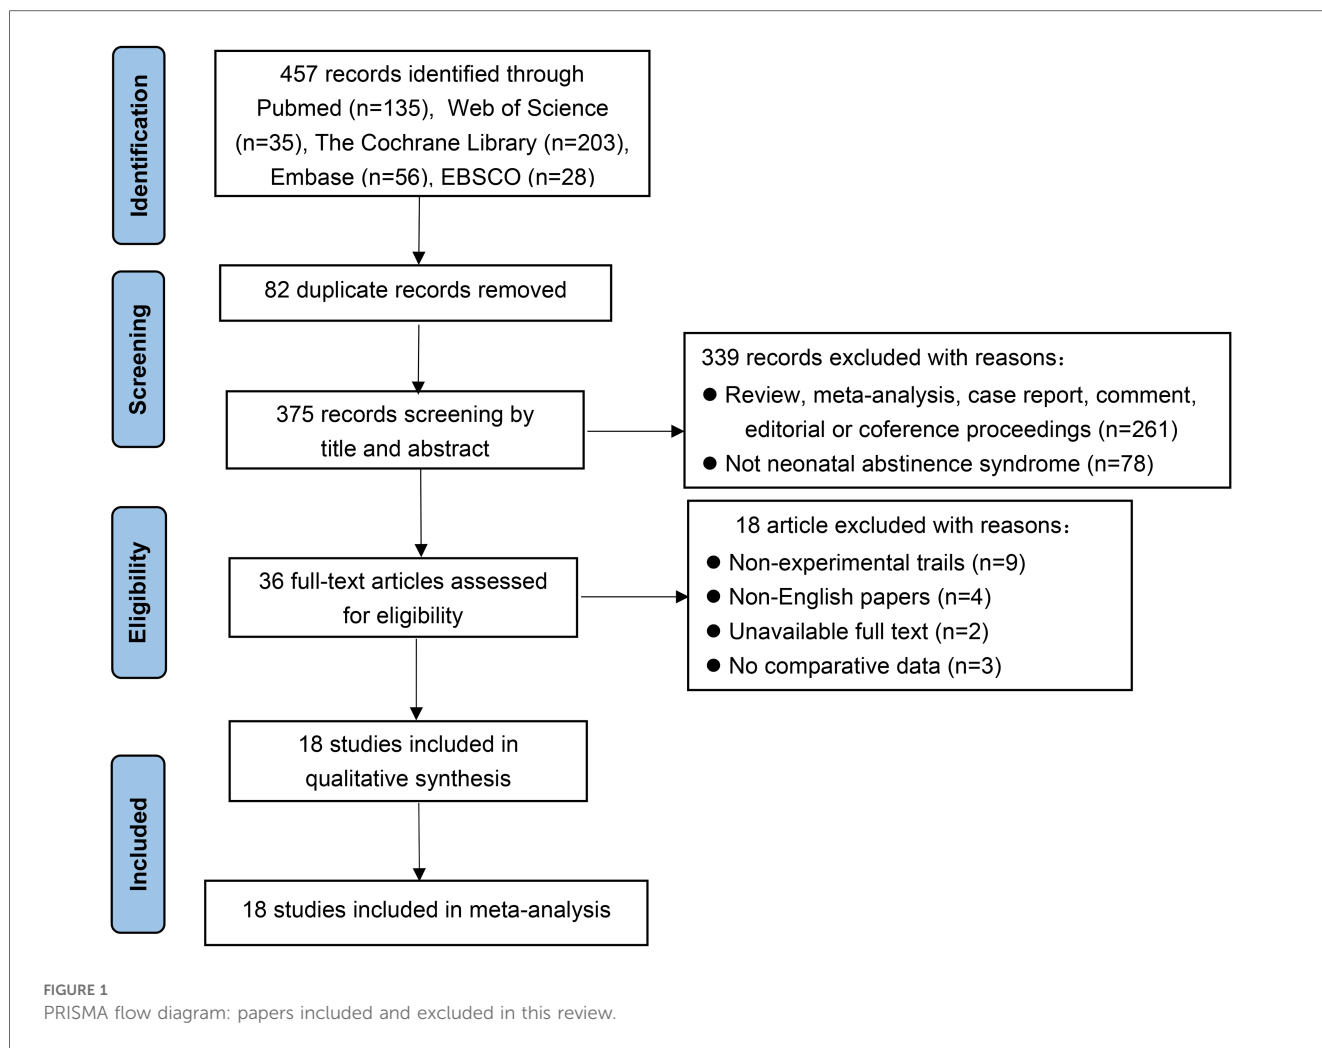 Identification
457 records identified through
Pubmed (n=135),  Web of Science
(n=35), The Cochrane Library (n=203),
Embase (n=56), EBSCO (n=28)
Screening
82 duplicate records removed
375 records screening by
title and abstract
339 records excluded with reasons：
● Review, meta-analysis, case report, comment,
editorial or coference proceedings (n=261)
● Not neonatal abstinence syndrome (n=78)
Eligibility
36 full-text articles assessed
for eligibility
18 article excluded with reasons：
● Non-experimental trails (n=9)
● Non-English papers (n=4)
● Unavailable full text (n=2)
● No comparative data (n=3)
18 studies included in
qualitative synthesis
Included
18 studies included in meta-analysis
FIGURE 1
PRISMA flow diagram: papers included and excluded in this review.